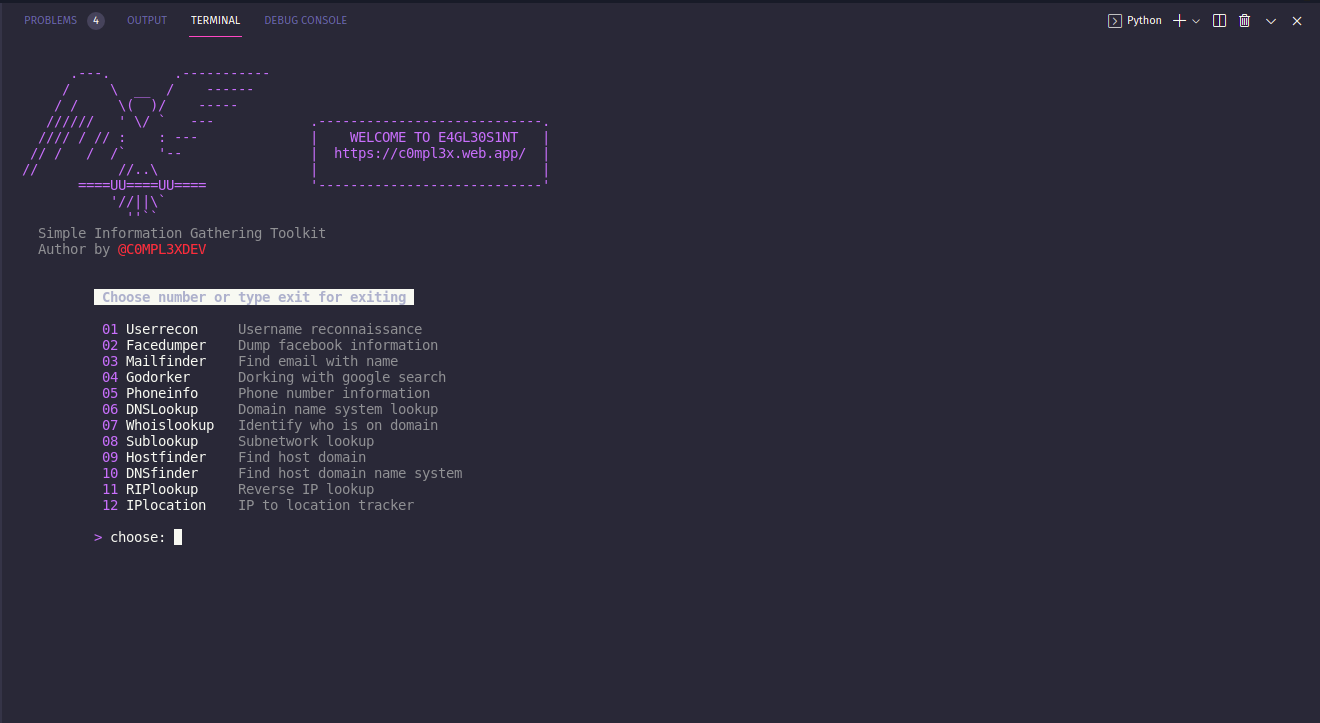 PROBLEMS 4 OUTPUT TERMINAL DEBUG CONSOLE Python
      .---.        .-----------
     /     \  __  /    ------
    / /     \(  )/    -----
   //////   ' \/ `   ---            .----------------------------.
  //// / // :    : ---              |    WELCOME TO E4GL30S1NT   |
 // /   /  /`    '--                |  https://c0mpl3x.web.app/  |
//          //..\                   |                            |
       ====UU====UU====             '----------------------------'
           '//||\`
             ''``
Simple Information Gathering Toolkit
Author by @C0MPL3XDEV
Choose number or type exit for exiting
01 Userrecon Username reconnaissance
02 Facedumper Dump facebook information
03 Mailfinder Find email with name
04 Godorker Dorking with google search
05 Phoneinfo Phone number information
06 DNSLookup Domain name system lookup
07 Whoislookup Identify who is on domain
08 Sublookup Subnetwork lookup
09 Hostfinder Find host domain
10 DNSfinder Find host domain name system
11 RIPlookup Reverse IP lookup
12 IPlocation IP to location tracker
> choose: